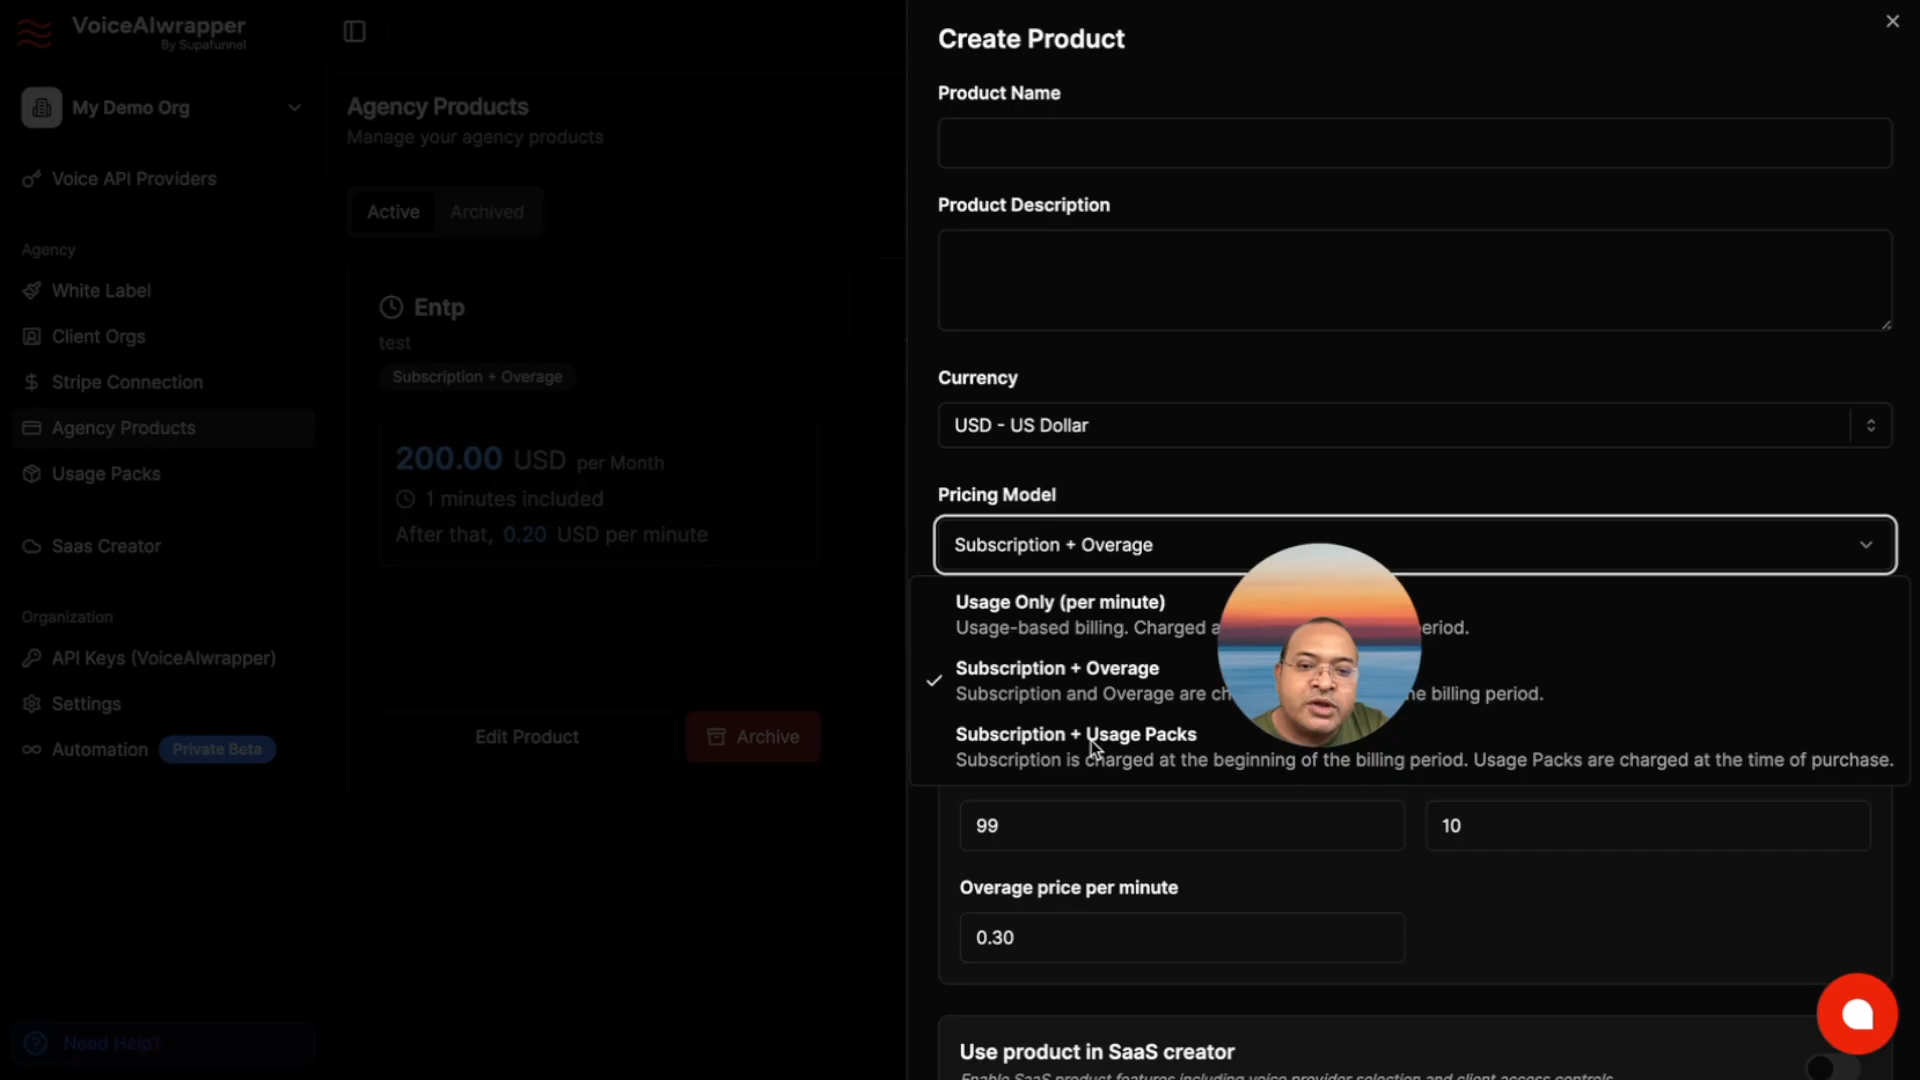 VoiceAIwrapper
By Supafunnel
My Demo Org
Voice API Providers
Agency
White Label
Client Orgs
Stripe Connection
Agency Products
Usage Packs
Saas Creator
Organization
API Keys (VoiceAIwrapper)
Settings
Automation Private Beta
Need Help?
Agency Products
Manage your agency products
Active Archived
Entp
test
Subscription + Overage
200.00 USD per Month
1 minutes included
After that, 0.20 USD per minute
Edit Product Archive
Create Product
Product Name
Product Description
Currency
USD - US Dollar
Pricing Model
Subscription + Overage
Usage Only (per minute)
Usage-based billing. Charged
Subscription + Overage
Subscription and Overage are billing period.
Subscription + Usage Packs
Subscription is charged at the beginning of the billing period. Usage Packs are charged at the time of purchase.
99 10
Overage price per minute
0.30
Use product in SaaS creator
Enable SaaS product features including voice provider selection and client access controls